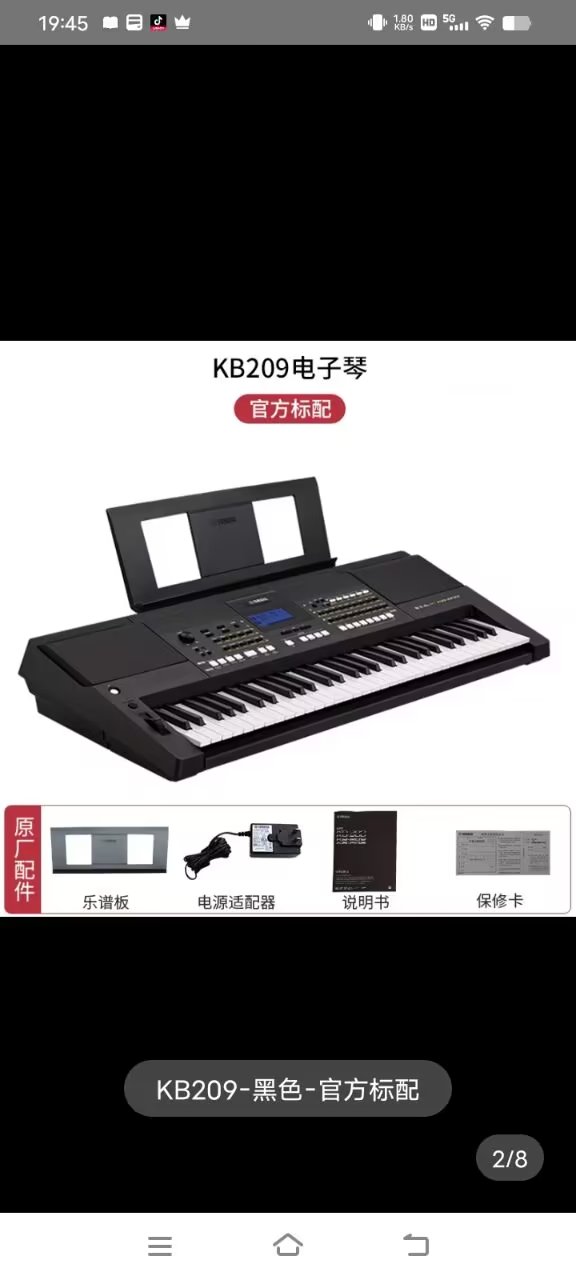 19:45
1.80
KB/s
HD
5G
KB209电子琴
官方标配
原厂配件
乐谱板
电源适配器
说明书
保修卡
KB209-黑色-官方标配
2/8